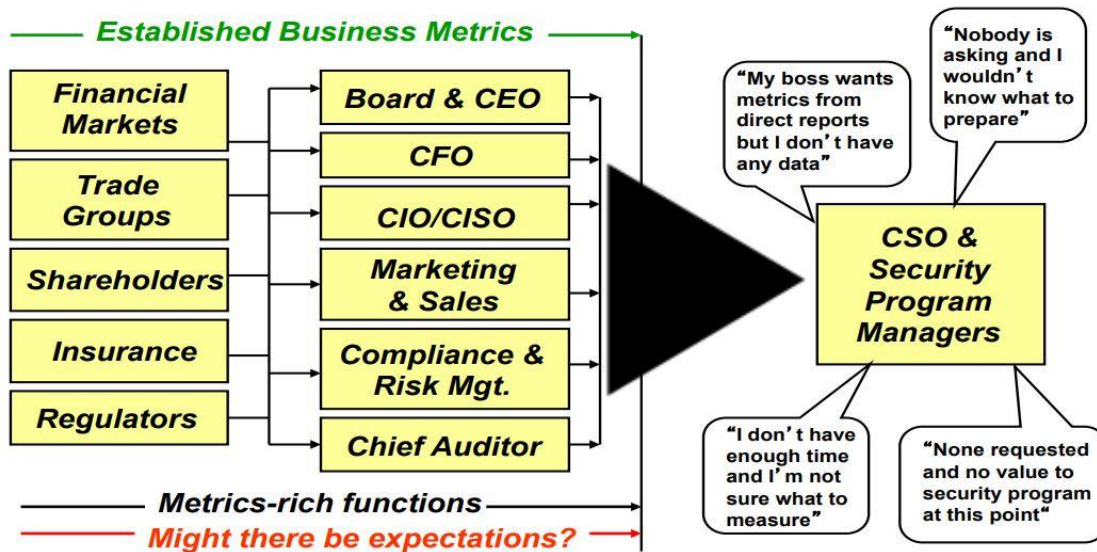 Established Business Metrics
Financial
Markets
Trade
Groups
Shareholders
Insurance
Regulators
Board & CEO
CFO
CIO/CISO
Marketing
& Sales
Compliance &
Risk Mgt.
Chief Auditor
Metrics-rich functions
Might there be expectations?
“My boss wants
metrics from
direct reports
but I don’t have
any data”
“Nobody is
asking and I
wouldn’t
know what to
prepare”
CSO &
Security
Program
Managers
“I don’t have
enough time
and I’m not
sure what to
measure”
“None requested
and no value to
security program
at this point“